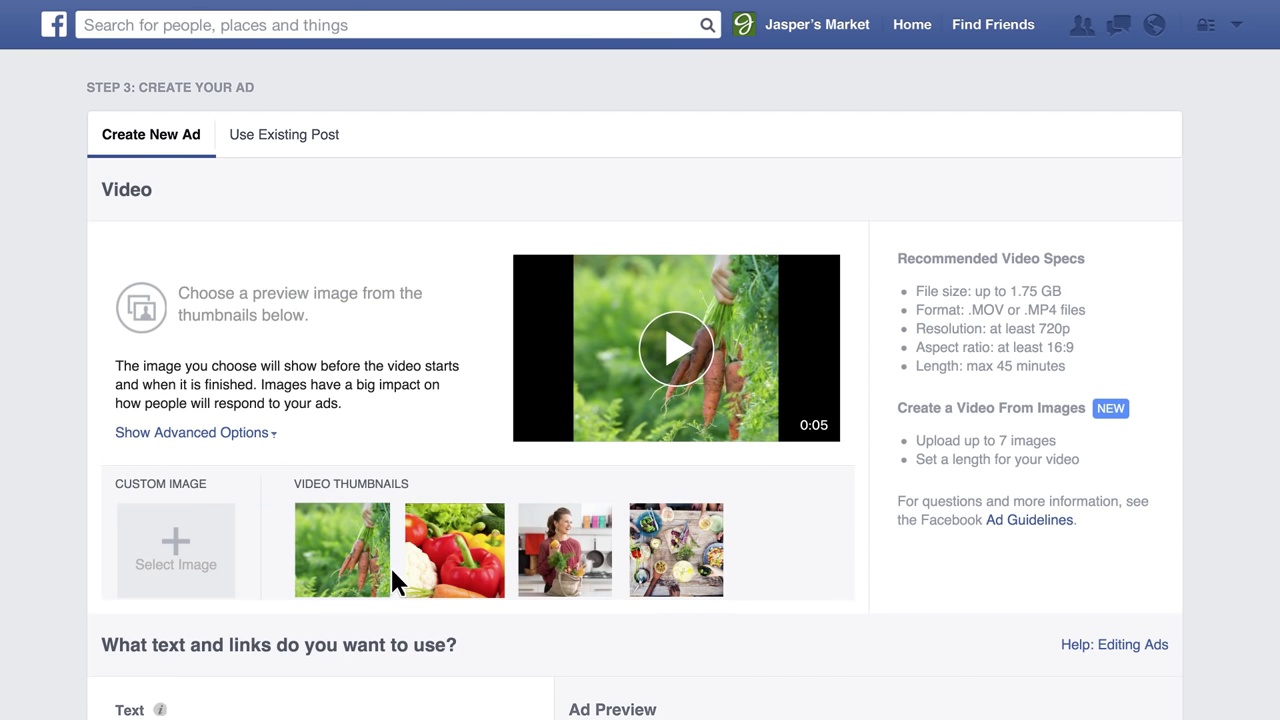 Search for people, places and things
Jasper's Market
Home
Find Friends
STEP 3: CREATE YOUR AD
Create New Ad
Use Existing Post
Video
Choose a preview image from the
thumbnails below.
The image you choose will show before the video starts
and when it is finished. Images have a big impact on
how people will respond to your ads.
Show Advanced Options
0:05
CUSTOM IMAGE
Select Image
VIDEO THUMBNAILS
Recommended Video Specs
File size: up to 1.75 GB
Format: .MOV or .MP4 files
Resolution: at least 720p
Aspect ratio: at least 16:9
Length: max 45 minutes
Create a Video From Images NEW
Upload up to 7 images
Set a length for your video
For questions and more information, see
the Facebook Ad Guidelines.
What text and links do you want to use?
Help: Editing Ads
Text
Ad Preview